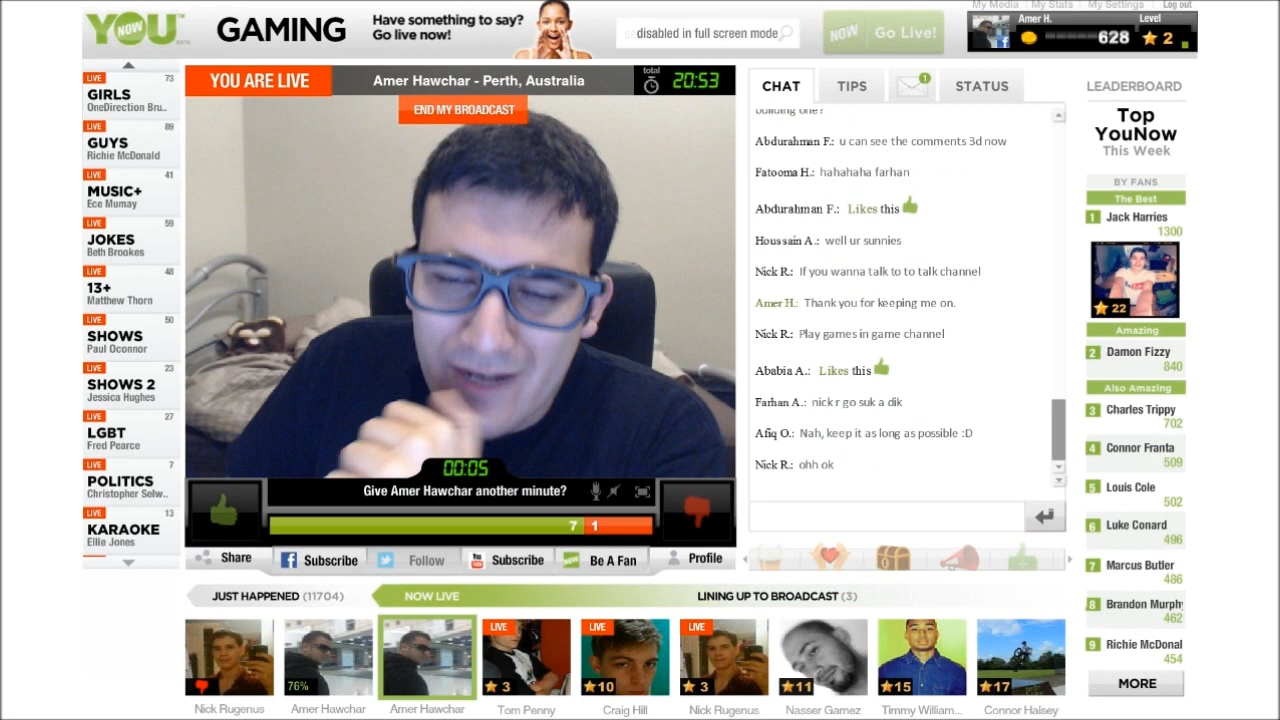 YOU NOW BETA
GAMING
Have something to say?
Go live now!
disabled in full screen mode
NOW Go Live!
My Media | My Stats | My Settings | Log out
Amer H.
Level
628
2
LIVE 73
GIRLS
OneDirection Bru..
LIVE 89
GUYS
Richie McDonald
LIVE 41
MUSIC+
Ece Mumay
LIVE 59
JOKES
Beth Brookes
LIVE 48
13+
Matthew Thorn
LIVE 50
SHOWS
Paul Oconnor
LIVE 23
SHOWS 2
Jessica Hughes
LIVE 27
LGBT
Fred Pearce
LIVE 7
POLITICS
Christopher Selw..
LIVE 13
KARAOKE
Ellie Jones
YOU ARE LIVE
Amer Hawchar - Perth, Australia
total
20:53
END MY BROADCAST
00:05
Give Amer Hawchar another minute?
7 1
Share
Subscribe
Follow
You Tube Subscribe
NOW Be A Fan
Profile
CHAT
TIPS
1
STATUS
building one?
Abdurahman F.: u can see the comments 3d now
Fatooma H.: hahahaha farhan
Abdurahman F.: Likes this
Houssain A.: well ur sunnies
Nick R.: If you wanna talk to to talk channel
Amer H.: Thank you for keeping me on.
Nick R.: Play games in game channel
Ababia A.: Likes this
Farhan A.: nick r go suk a dik
Afiq O.: Nah, keep it as long as possible :D
Nick R.: ohh ok
LEADERBOARD
Top
YouNow
This Week
BY FANS
The Best
1 Jack Harries
1300
22
Amazing
2 Damon Fizzy
840
Also Amazing
3 Charles Trippy
702
4 Connor Franta
509
5 Louis Cole
502
6 Luke Conard
496
7 Marcus Butler
486
8 Brandon Murph
462
9 Richie McDonal
454
MORE
JUST HAPPENED (11704)
NOW LIVE
LINING UP TO BROADCAST (3)
Nick Rugenus
76%
Amer Hawchar
Amer Hawchar
LIVE
3
Tom Penny
LIVE
10
Craig Hill
LIVE
3
Nick Rugenus
11
Nasser Gamez
15
Timmy William...
17
Connor Halsey